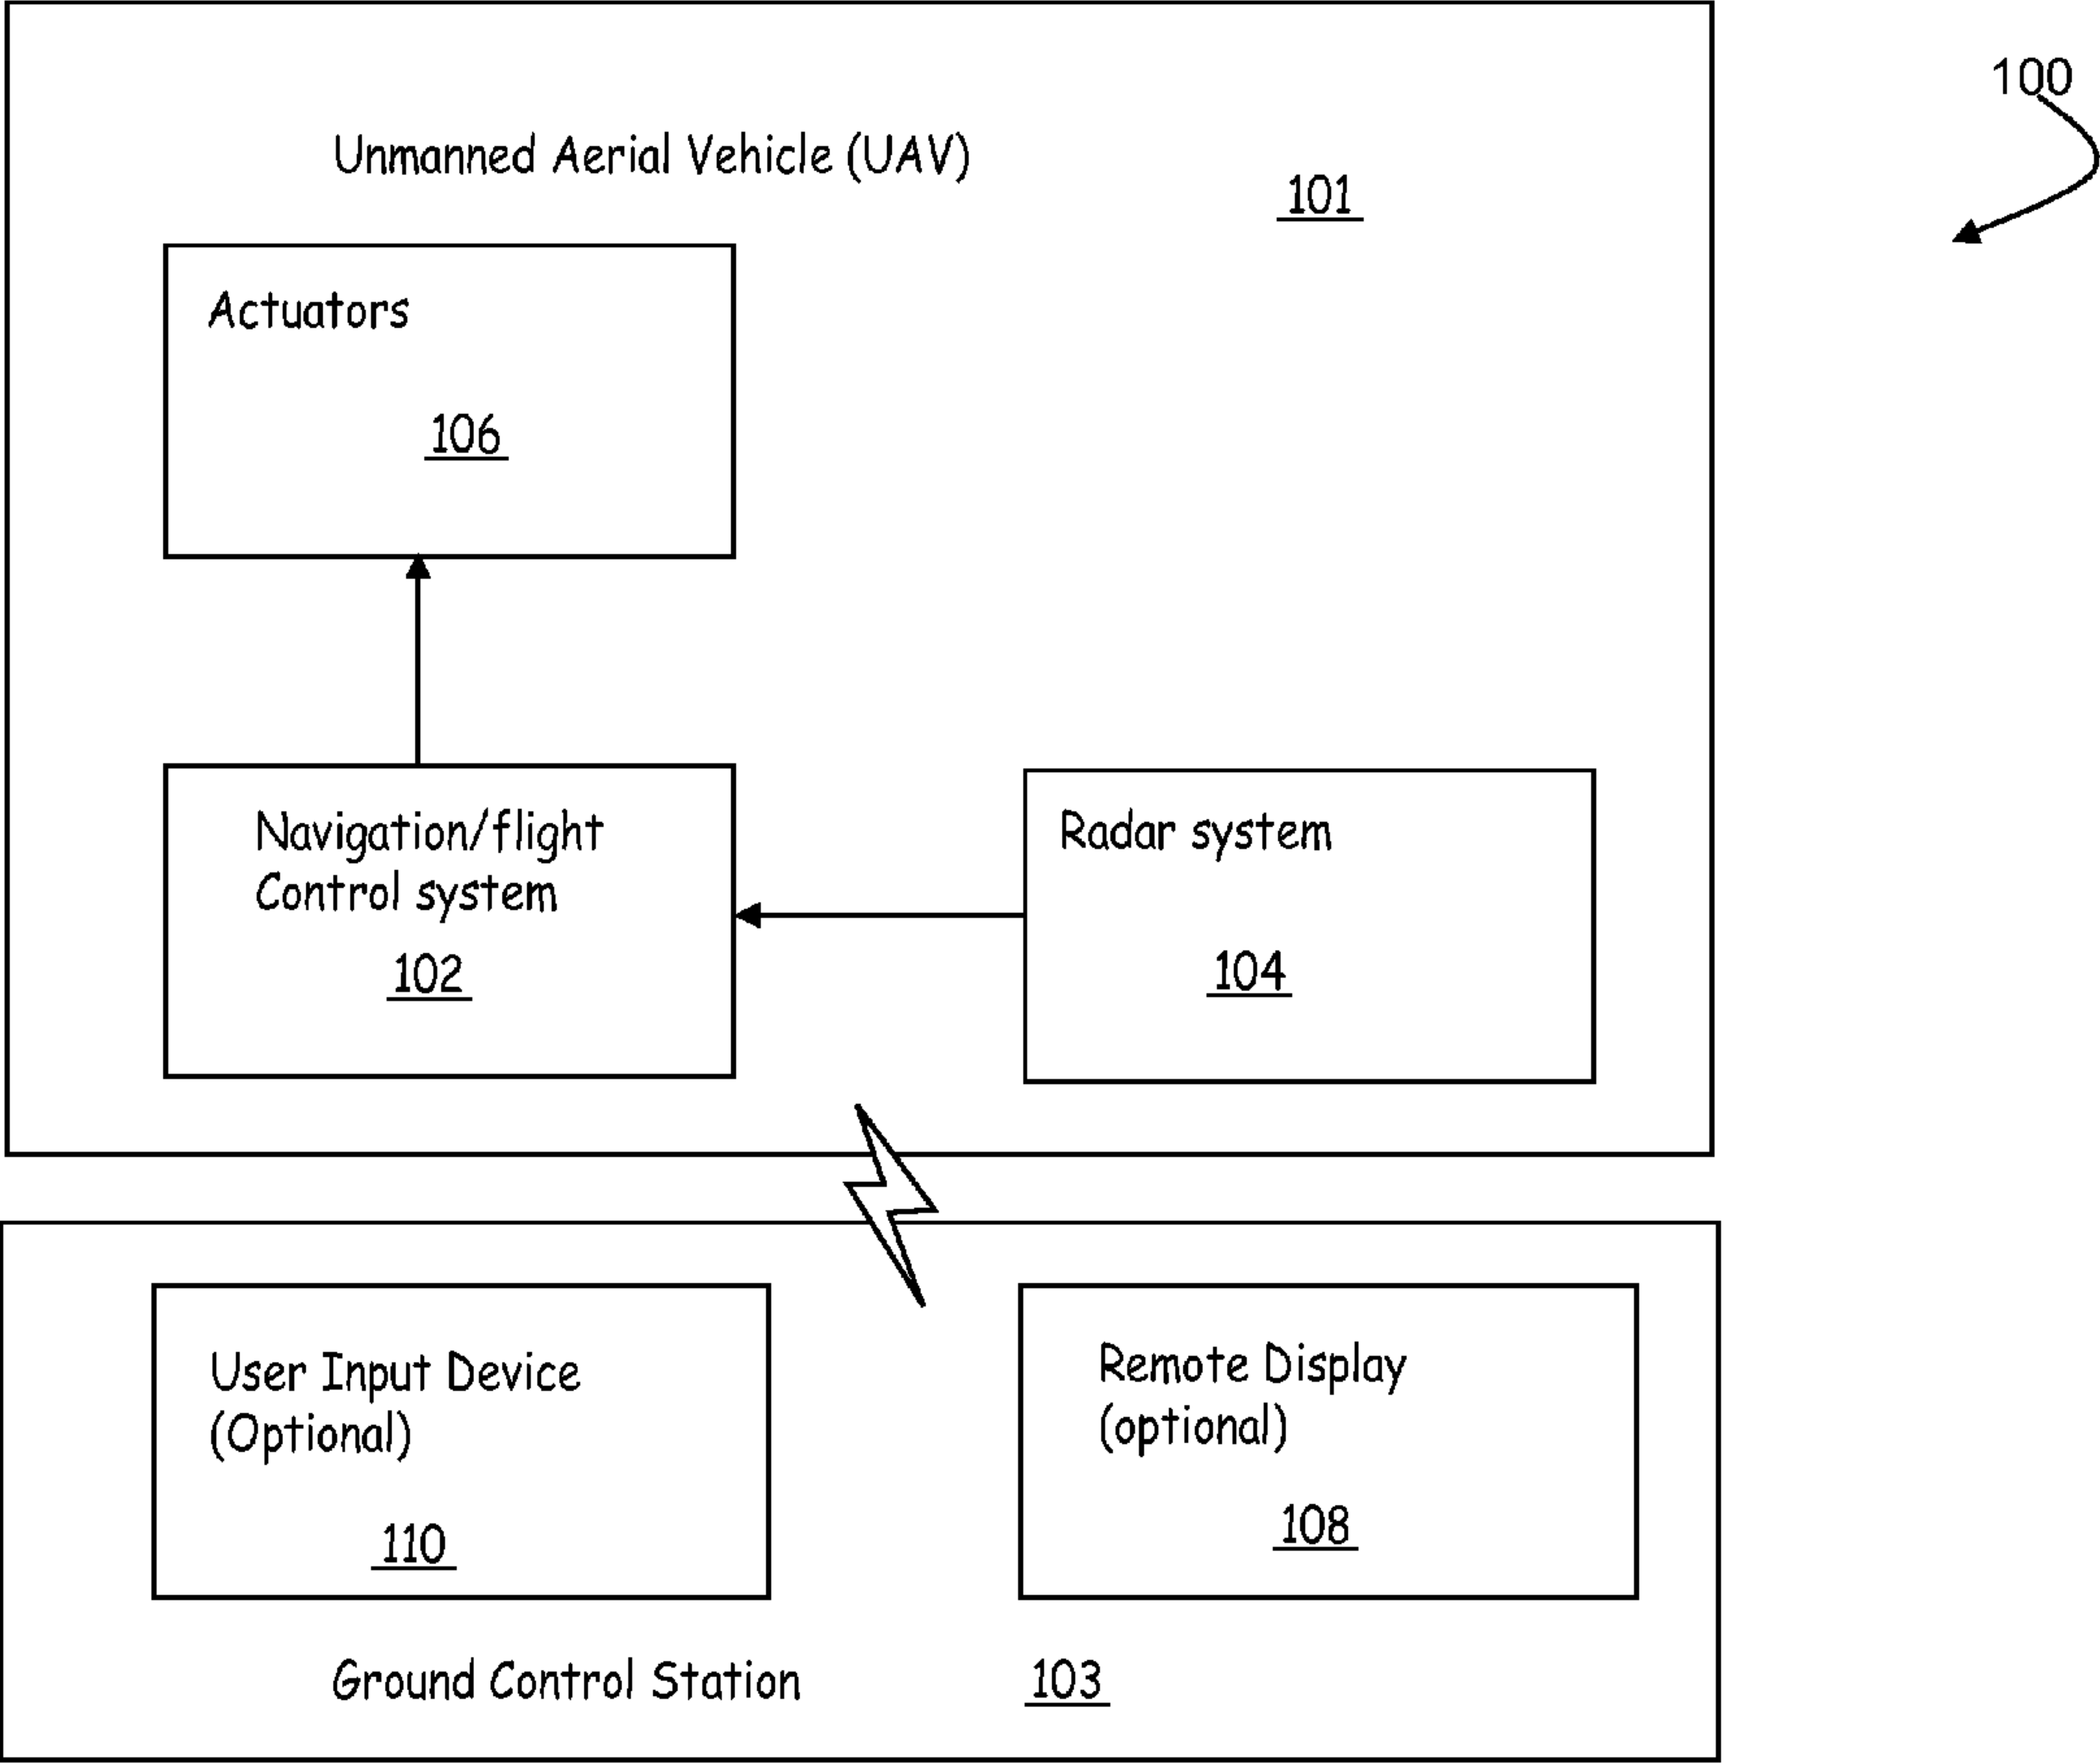 100
Unmanned Aerial Vehicle (UAV)
101
Actuators
106
Navigation/flight
Control system
102
Radar system
104
User Input Device
(Optional)
110
Remote Display
(optional)
108
Ground Control Station
103